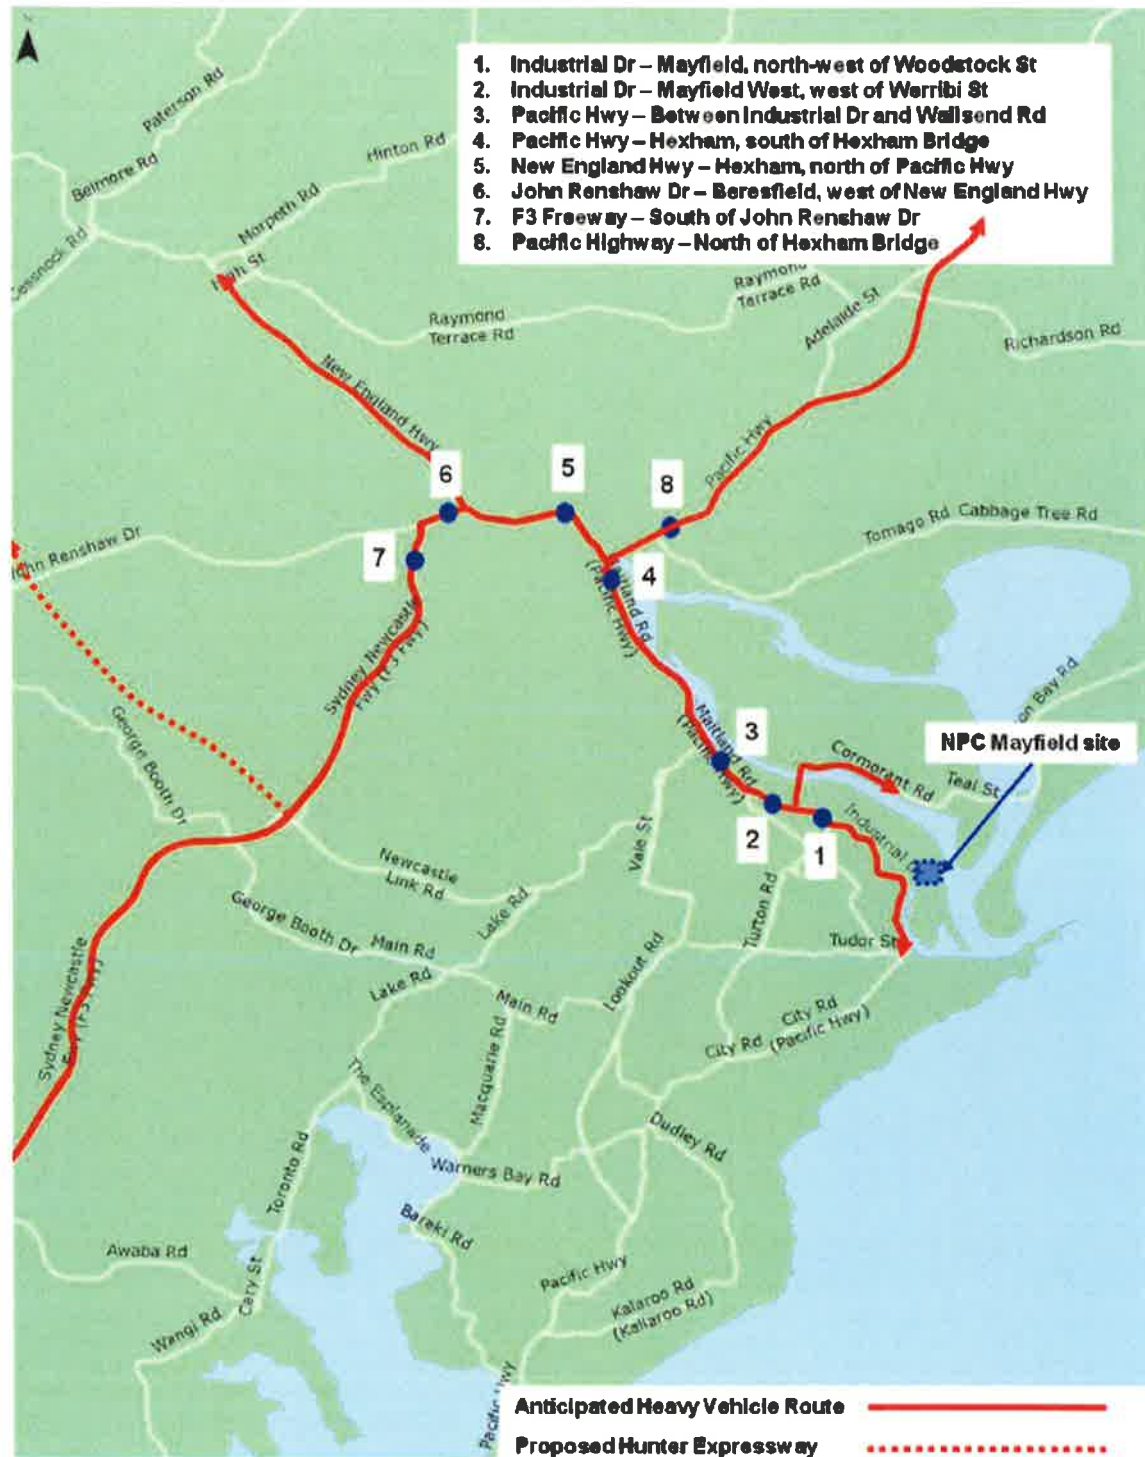 1. Industrial Dr – Mayfield, north-west of Woodstock St
2. Industrial Dr – Mayfield West, west of Werribi St
3. Pacific Hwy – Between Industrial Dr and Wallsend Rd
4. Pacific Hwy – Hexham, south of Hexham Bridge
5. New England Hwy – Hexham, north of Pacific Hwy
6. John Renshaw Dr – Beresfield, west of New England Hwy
7. F3 Freeway – South of John Renshaw Dr
8. Pacific Highway – North of Hexham Bridge
Paterson Rd
Belmore Rd
Hinton Rd
Cessnock Rd
Morpeth Rd
High St
Raymond
Terrace Rd
Raymond
Terrace Rd
Adelaide St
Richardson Rd
New England Hwy
Pacific Hwy
6
5
8
Tomago Rd
Cabbage Tree Rd
John Renshaw Dr
7
4
Maitland Rd
(Pacific Hwy)
Sydney Newcastle
Fwy (F3 Fwy)
on Bay Rd
George Booth Dr
3
Maitland Rd
(Pacific Hwy)
NPC Mayfield site
Cormorant Rd
Teal St
2
1
Industrial D
Vale St
Newcastle
Link Rd
Lake Rd
Turton Rd
George Booth Dr
Main Rd
Tudor St
Lookout Rd
Lake Rd
Main Rd
City Rd
(Pacific Hwy)
City Rd
Sydney Newcastle
Fwy (F3 Fwy)
Macquarie Rd
The Esplanade
Dudley Rd
Toronto Rd
Warners Bay Rd
Bareki Rd
Awaba Rd
Cary St
Pacific Hwy
Kalaroo Rd
(Kallaroo Rd)
Wangi Rd
Pacific Hwy
Anticipated Heavy Vehicle Route
Proposed Hunter Expressway